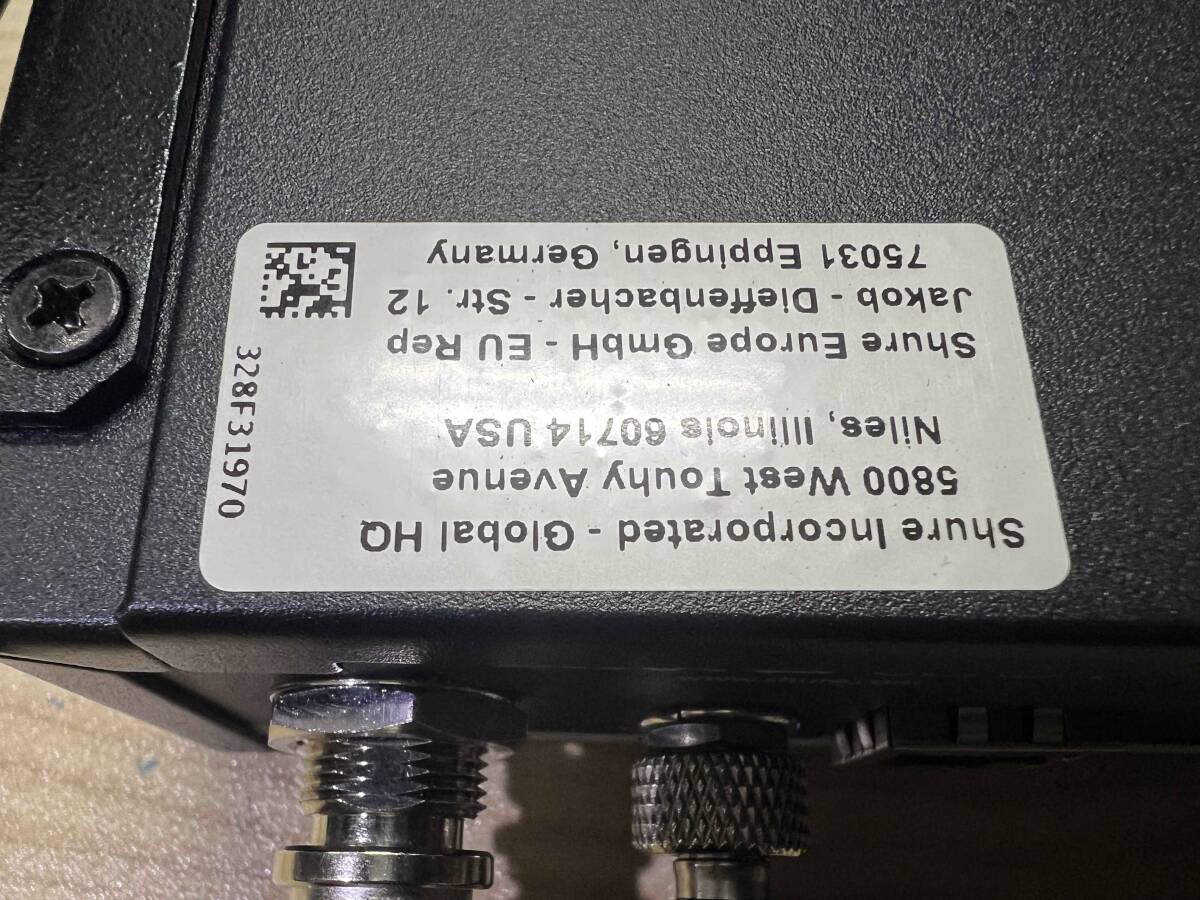 Shure Incorporated - Global HQ
5800 West Touhy Avenue
Niles, Illinois 60714 USA
Shure Europe GmbH - EU Rep
Jakob - Dieffenbacher - Str. 12
75031 Eppingen, Germany
328F31970